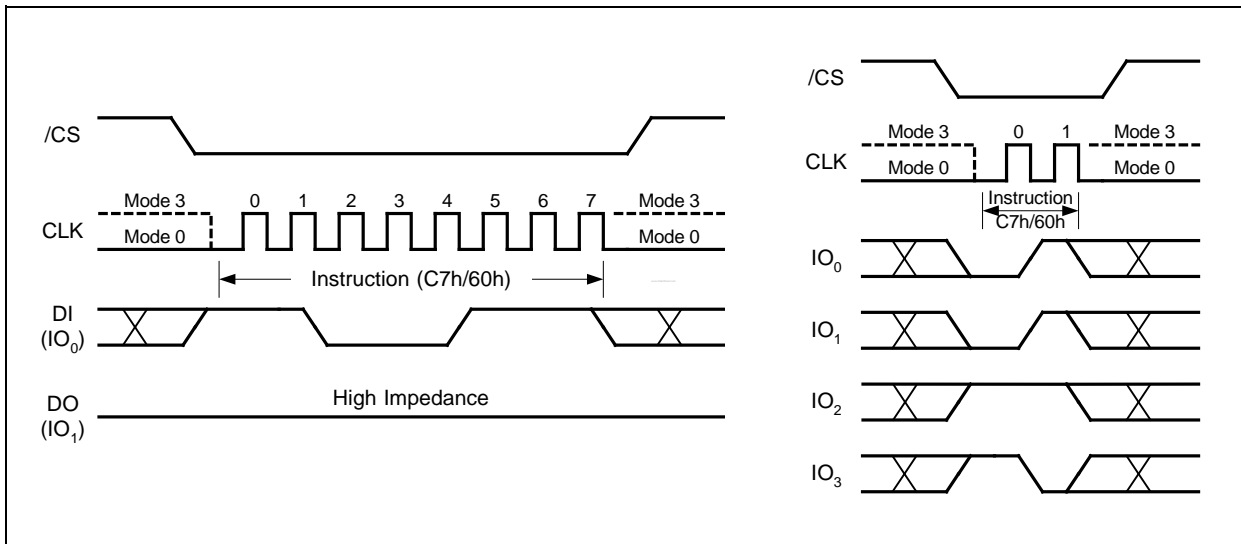 /CS
Mode 3 0 1 2 3 4 5 6 7 Mode 3
CLK Mode 0 Mode 0
Instruction (C7h/60h)
DI
(IO0)
DO High Impedance
(IO1)
/CS
Mode 3 0 1 Mode 3
CLK Mode 0 Mode 0
Instruction
C7h/60h
IO0
IO1
IO2
IO3